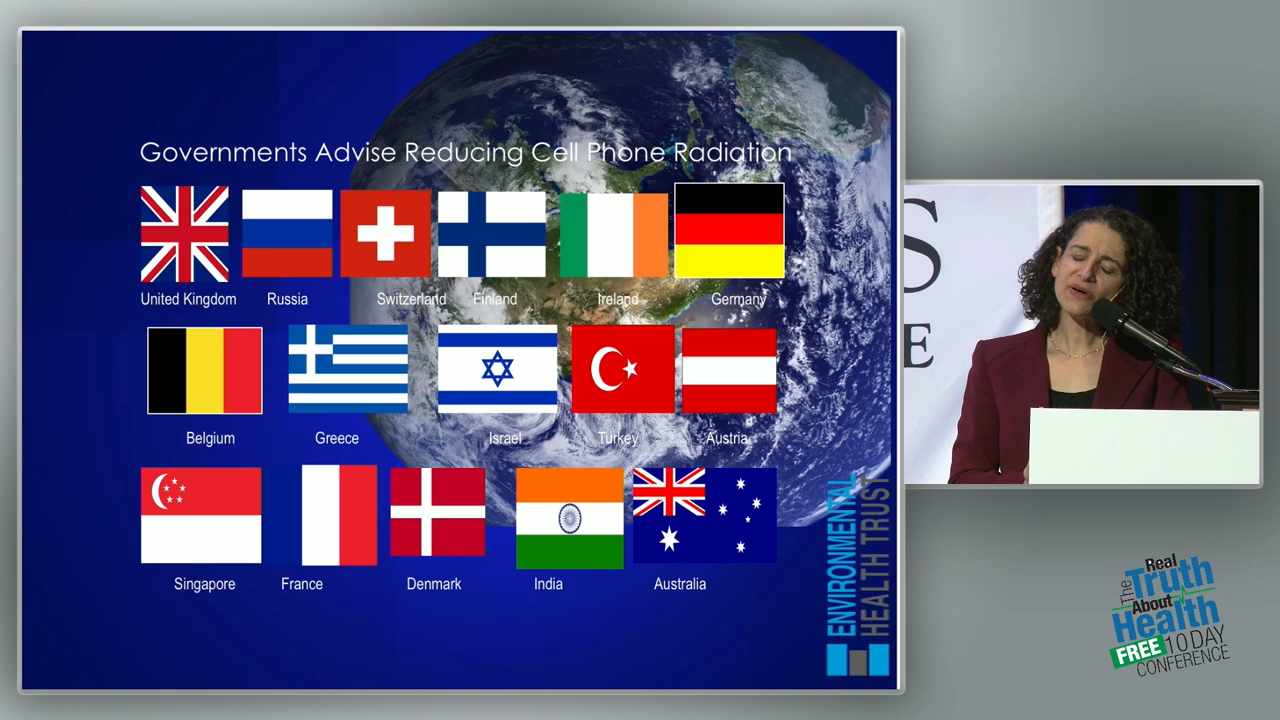 Governments Advise Reducing Cell Phone Radiation
United Kingdom
Russia
Switzerland
Finland
Ireland
Germany
Belgium
Greece
Israel
Turkey
Austria
Singapore
France
Denmark
India
Australia
ENVIRONMENTAL
HEALTH TRUST
S
E
The Real
Truth
About
Health
FREE 10 DAY
CONFERENCE